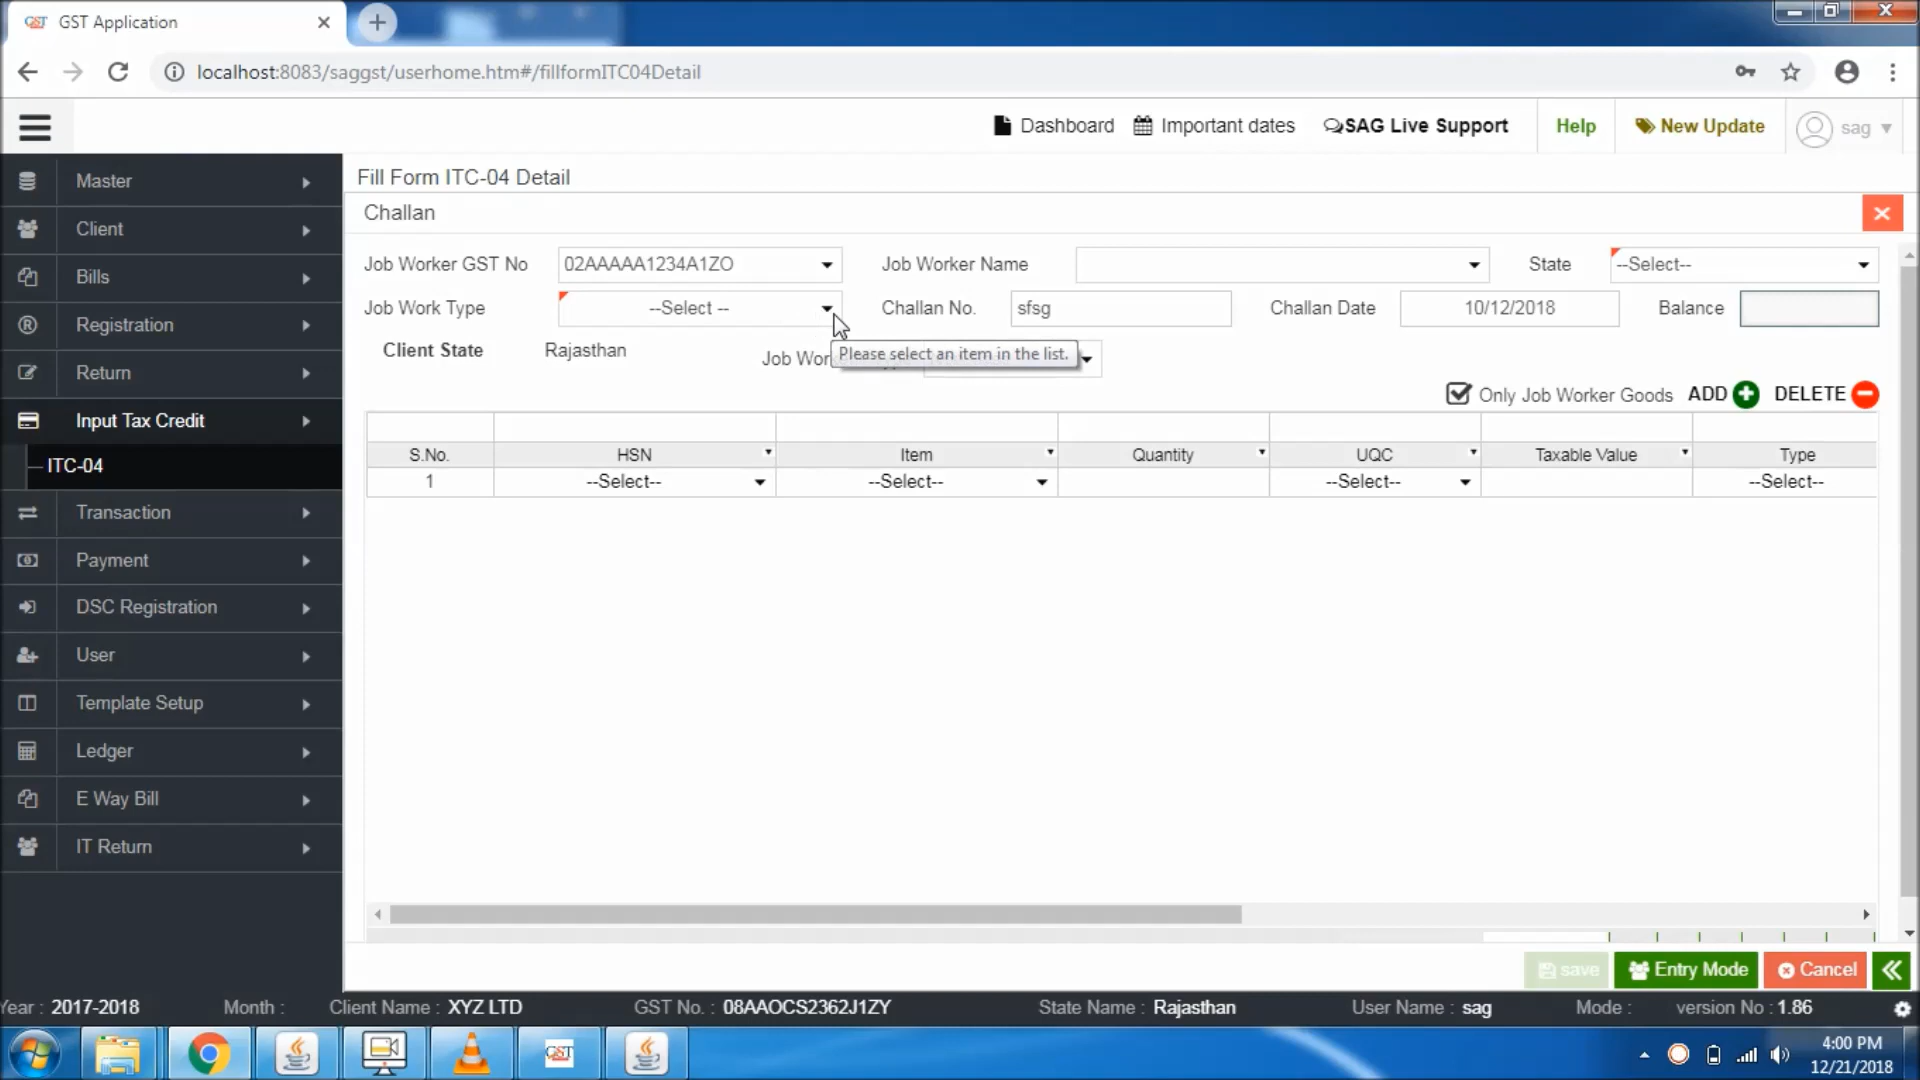 GST Application
localhost:8083/saggst/userhome.htm#/fillformITC04Detail
Dashboard Important dates SAG Live Support Help New Update sag
Master
Client
Bills
Registration
Return
Input Tax Credit
ITC-04
Transaction
Payment
DSC Registration
User
Template Setup
Ledger
E Way Bill
IT Return
Fill Form ITC-04 Detail
Challan
Job Worker GST No 02AAAAA1234A1ZO Job Worker Name State --Select--
Job Work Type --Select -- Challan No. sfsg Challan Date 10/12/2018 Balance
Client State Rajasthan Job Please select an item in the list.
Only Job Worker Goods ADD DELETE
S.No. HSN Item Quantity UQC Taxable Value Type
1 --Select-- --Select-- --Select-- --Select--
save Entry Mode Cancel
Year : 2017-2018 Month : Client Name : XYZ LTD GST No. : 08AAOCS2362J1ZY State Name : Rajasthan User Name : sag Mode : version No : 1.86
GST
4:00 PM
12/21/2018